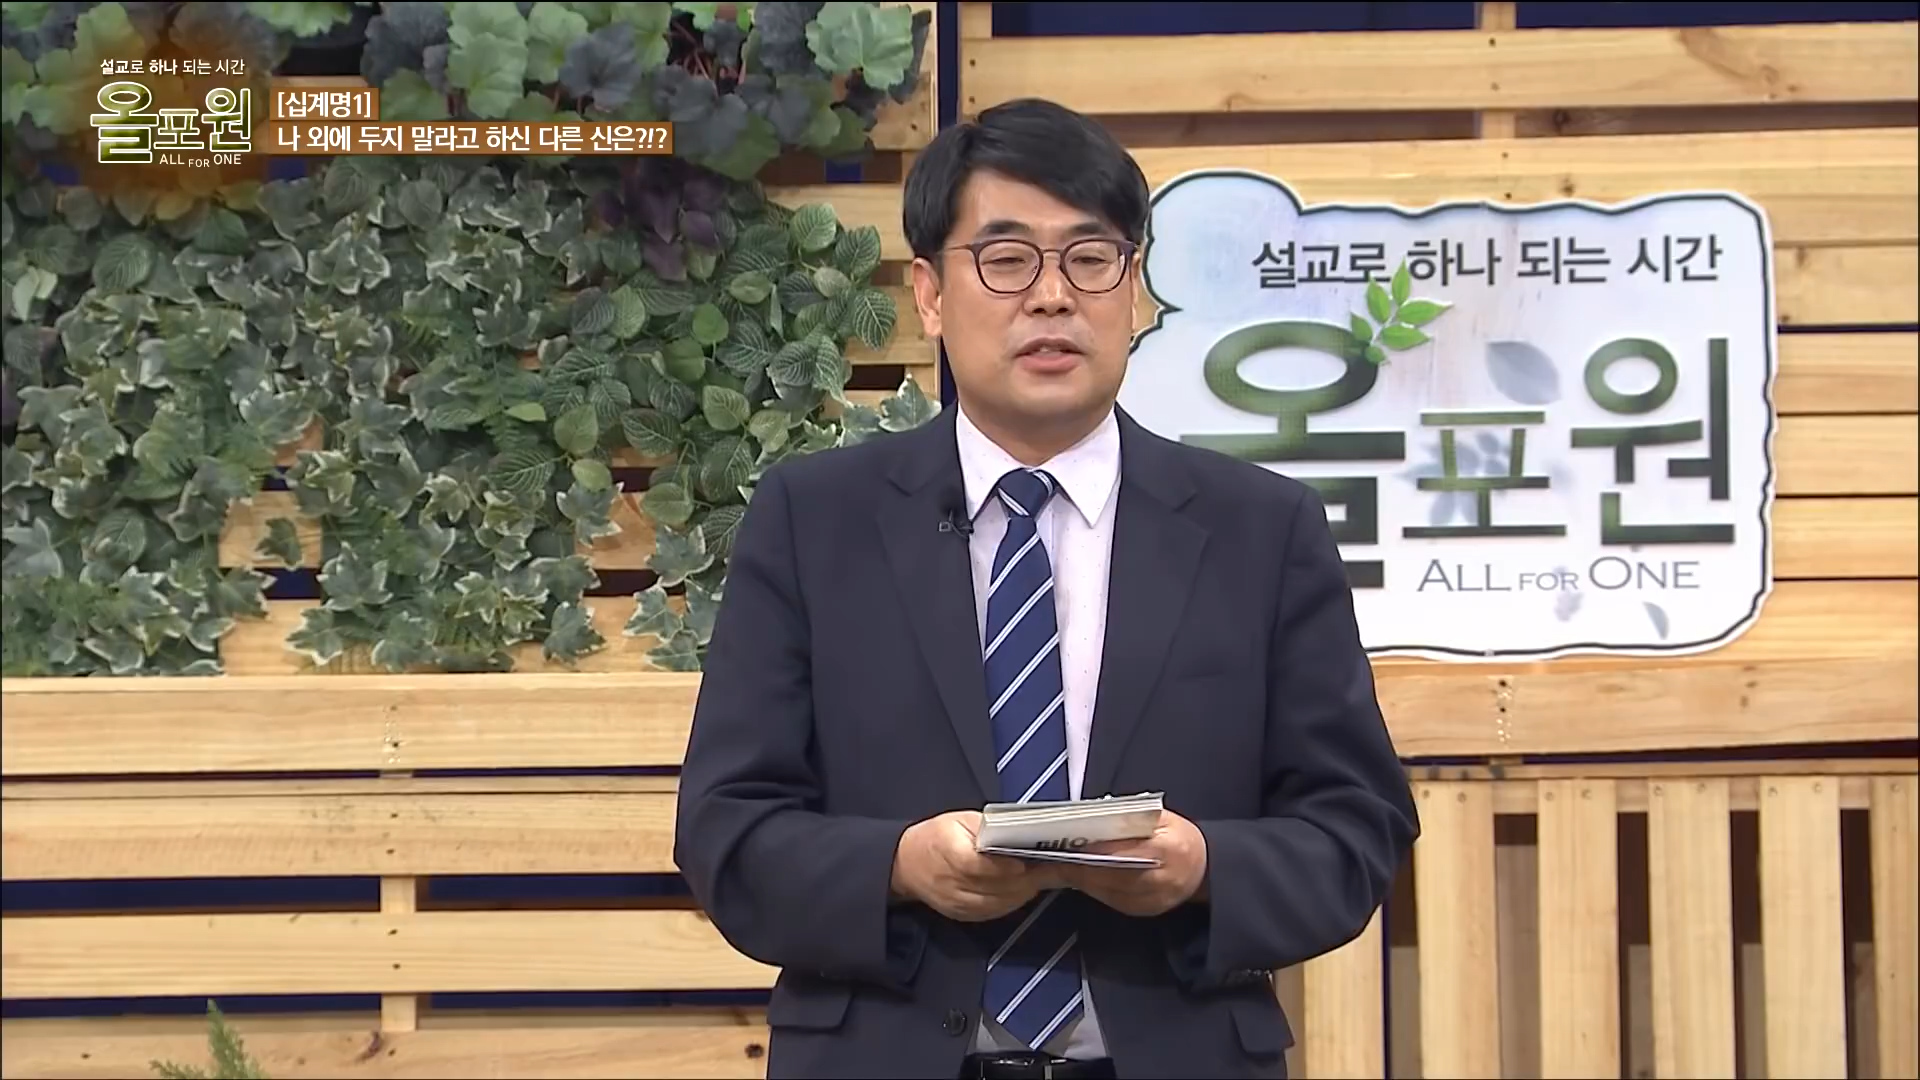 설교로 하나 되는 시간
올포원
ALL FOR ONE
[십계명1]
나 외에 두지 말라고 하신 다른 신은?!?
설교로 하나 되는 시간
올포원
ALL FOR ONE